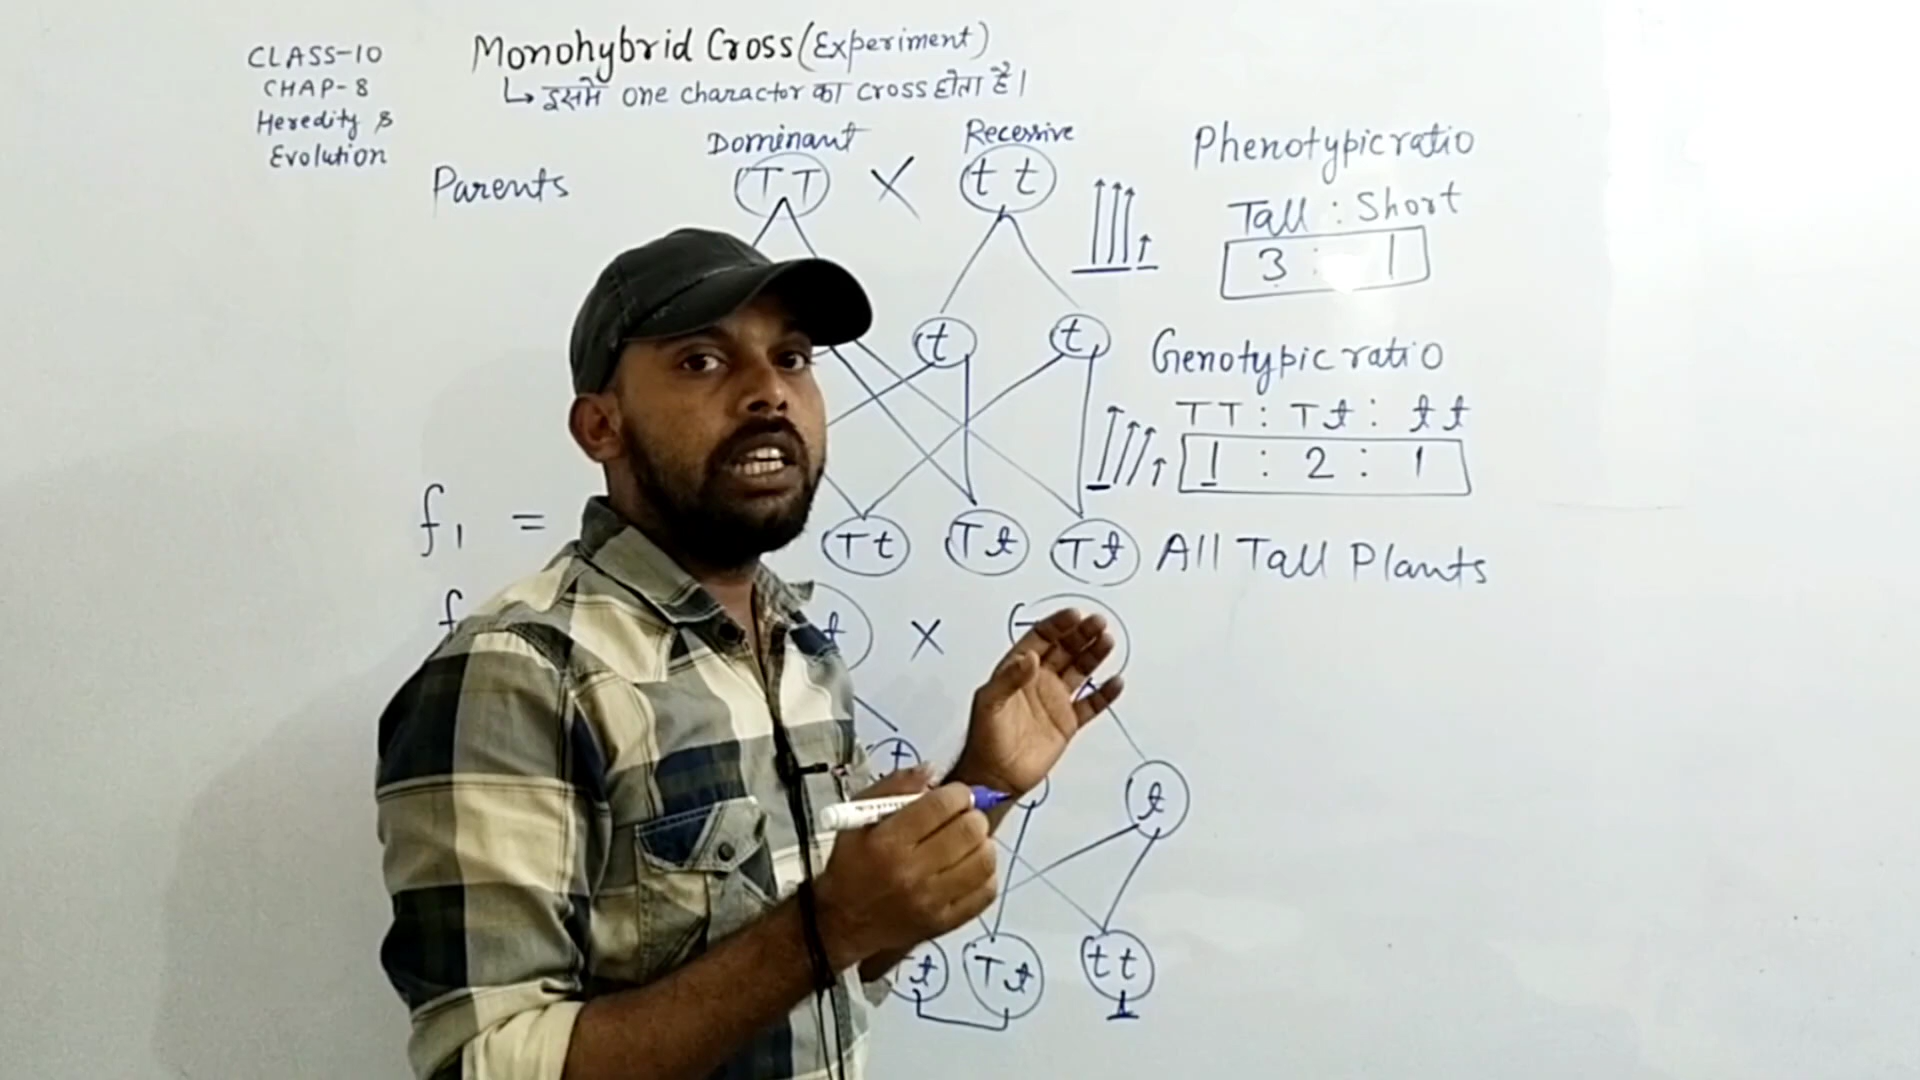 CLASS-10
CHAP-8
Heredity &
Evolution
Monohybrid Cross (Experiment)
↳ इसमे one charactor का cross होता है।
Dominant Recessive
Parents TT X tt
Phenotypic ratio
Tall : Short
3 : 1
t t
Genotypic ratio
TT : Tt : tt
1 : 2 : 1
f1 = Tt Tt Tt All Tall Plants
f t X
t t
Tt Tt tt